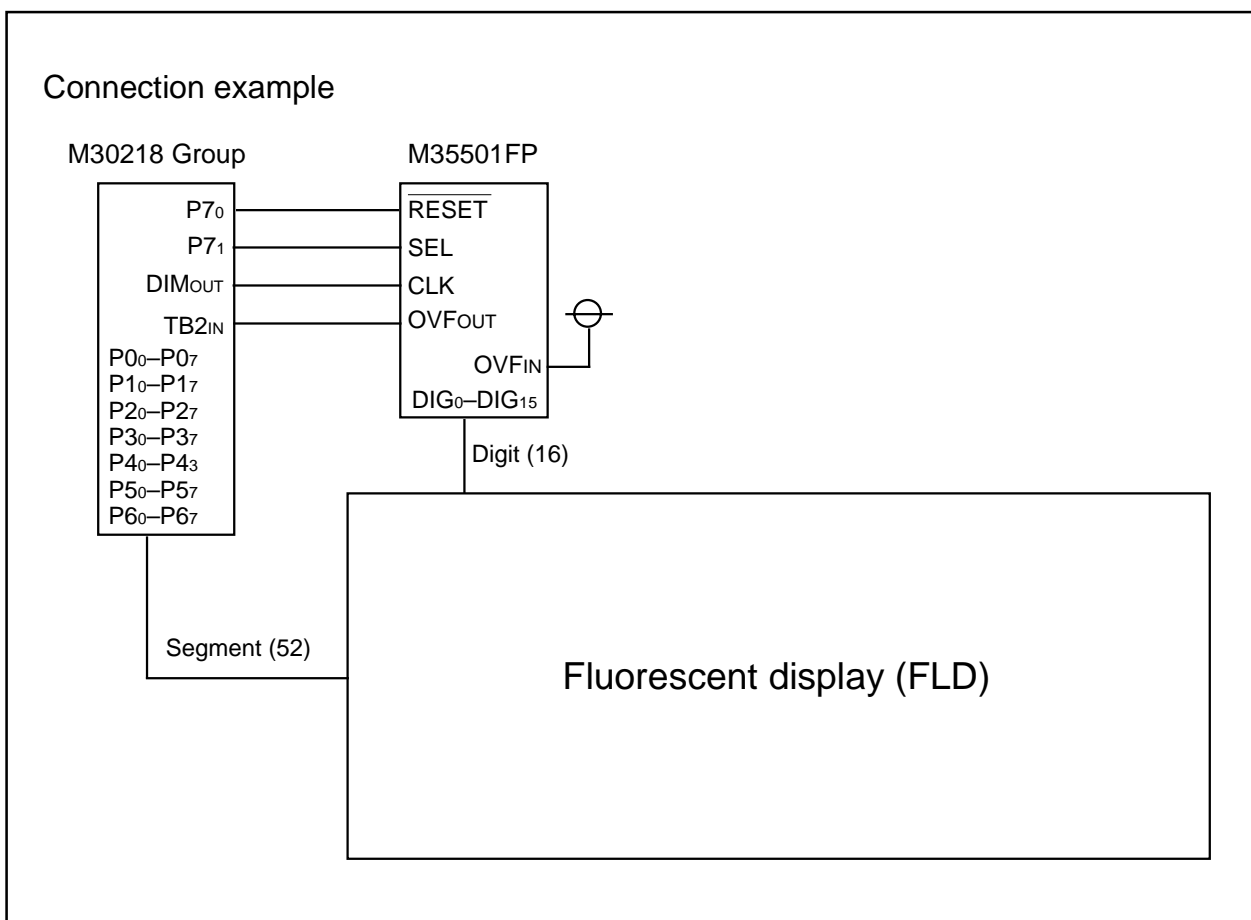 Connection example
M30218 Group
M35501FP
P70
P71
DIMOUT
TB2IN
P00–P07
P10–P17
P20–P27
P30–P37
P40–P43
P50–P57
P60–P67
RESET
SEL
CLK
OVFOUT
OVFIN
DIG0–DIG15
Digit (16)
Segment (52)
Fluorescent display (FLD)